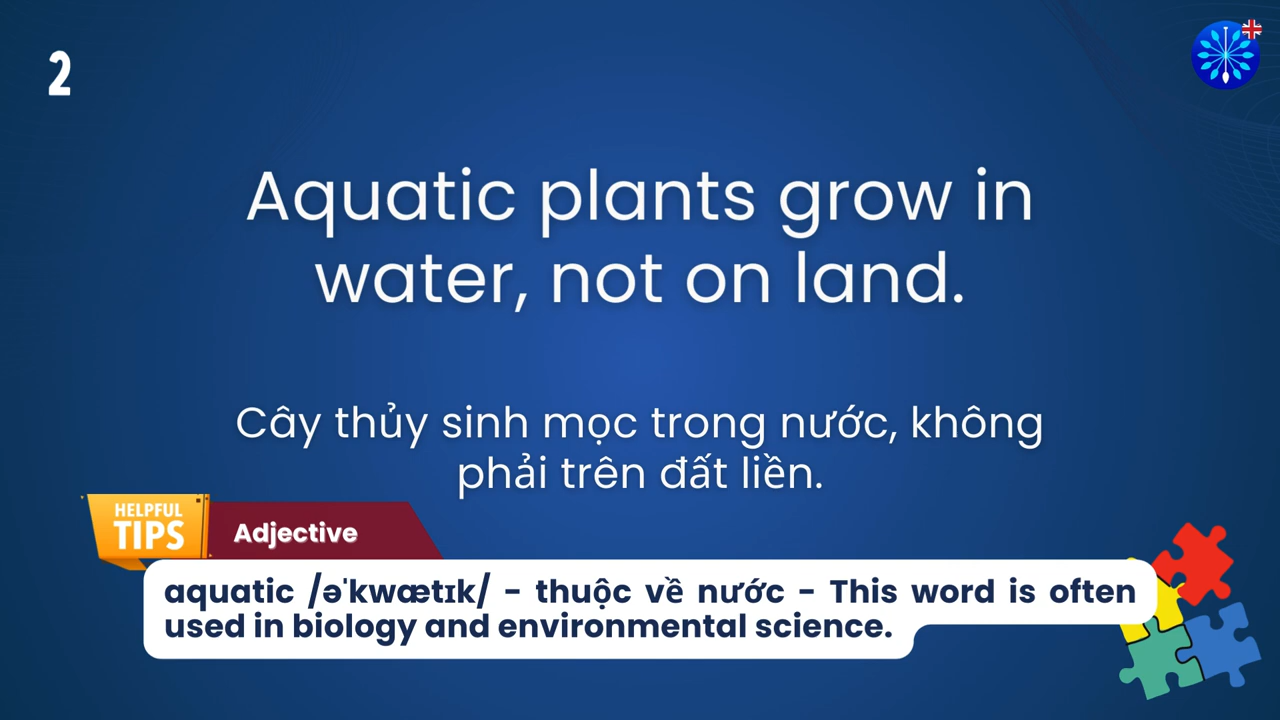 2
Aquatic plants grow in
water, not on land.
Cây thủy sinh mọc trong nước, không
phải trên đất liền.
HELPFUL
TIPS
Adjective
aquatic /əˈkwætɪk/ - thuộc về nước - This word is often
used in biology and environmental science.